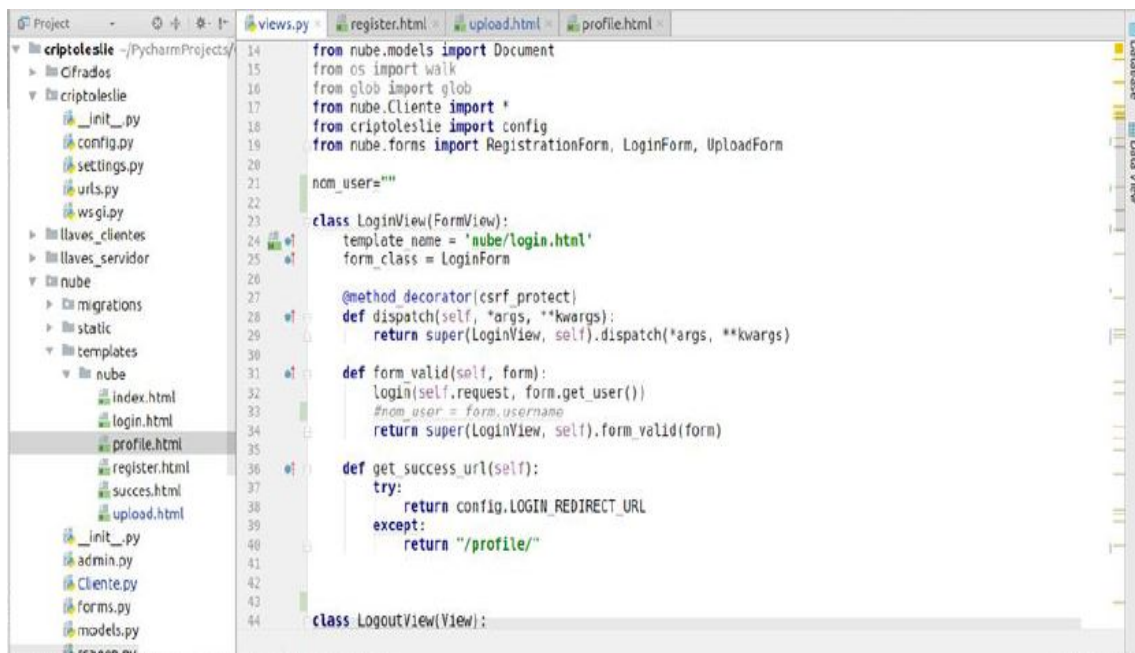 Project
views.py
register.html
upload.html
profile.html
criptoleslie ~/PycharmProjects/
Cifrados
criptoleslie
__init__.py
config.py
settings.py
urls.py
wsgi.py
llaves_clientes
llaves_servidor
nube
migrations
static
templates
nube
index.html
login.html
profile.html
register.html
succes.html
upload.html
__init__.py
admin.py
Cliente.py
forms.py
models.py
14 from nube.models import Document
15 from os import walk
16 from glob import glob
17 from nube.Cliente import *
18 from criptoleslie import config
19 from nube.forms import RegistrationForm, LoginForm, UploadForm
20
21 nom_user=""
22
23 class LoginView(FormView):
24 template_name = 'nube/login.html'
25 form_class = LoginForm
26
27 @method_decorator(csrf_protect)
28 def dispatch(self, *args, **kwargs):
29 return super(LoginView, self).dispatch(*args, **kwargs)
30
31 def form_valid(self, form):
32 login(self.request, form.get_user())
33 #nom_user = form.username
34 return super(LoginView, self).form_valid(form)
35
36 def get_success_url(self):
37 try:
38 return config.LOGIN_REDIRECT_URL
39 except:
40 return "/profile/"
41
42
43
44 class LogoutView(View):
Database
Data View